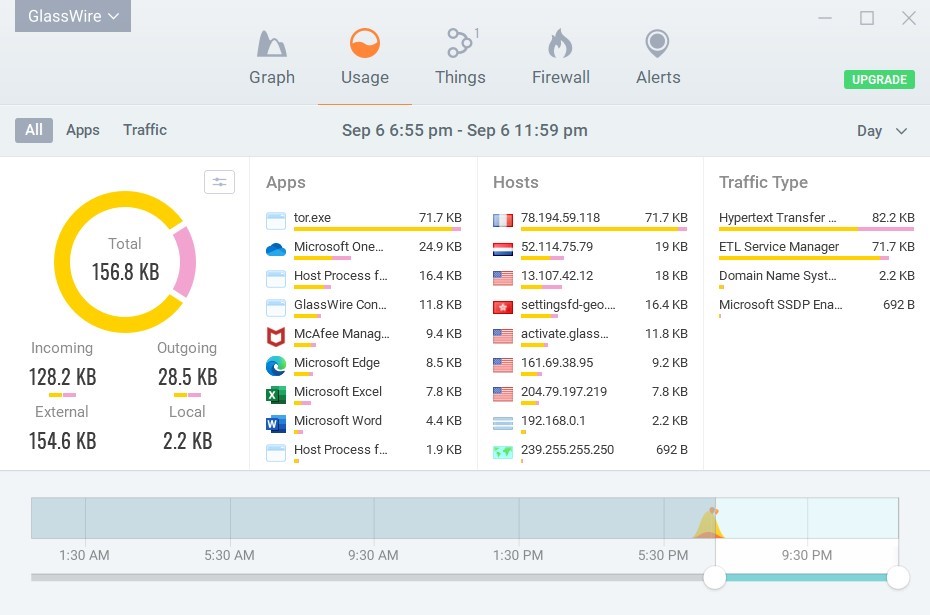 GlassWire
Graph
Usage
Things
1
Firewall
Alerts
UPGRADE
All
Apps
Traffic
Sep 6 6:55 pm - Sep 6 11:59 pm
Day
Total
156.8 KB
Incoming
Outgoing
128.2 KB
28.5 KB
External
Local
154.6 KB
2.2 KB
Apps
tor.exe 71.7 KB
Microsoft One... 24.9 KB
Host Process f... 16.4 KB
GlassWire Con... 11.8 KB
McAfee Manag... 9.4 KB
Microsoft Edge 8.5 KB
Microsoft Excel 7.8 KB
Microsoft Word 4.4 KB
Host Process f... 1.9 KB
Hosts
78.194.59.118 71.7 KB
52.114.75.79 19 KB
13.107.42.12 18 KB
settingsfd-geo.... 16.4 KB
activate.glass... 11.8 KB
161.69.38.95 9.2 KB
204.79.197.219 7.8 KB
192.168.0.1 2.2 KB
239.255.255.250 692 B
Traffic Type
Hypertext Transfer ... 82.2 KB
ETL Service Manager 71.7 KB
Domain Name Syst... 2.2 KB
Microsoft SSDP Ena... 692 B
1:30 AM
5:30 AM
9:30 AM
1:30 PM
5:30 PM
9:30 PM